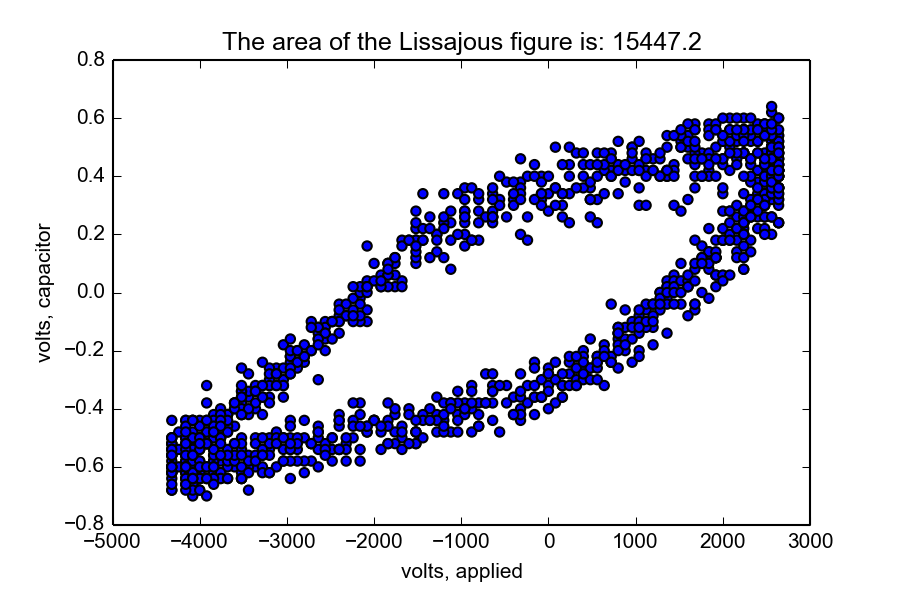 The area of the Lissajous figure is: 15447.2
0.8
0.6
0.4
0.2
0.0
−0.2
−0.4
−0.6
−0.8
volts, capacitor
−5000 −4000 −3000 −2000 −1000 0 1000 2000 3000
volts, applied